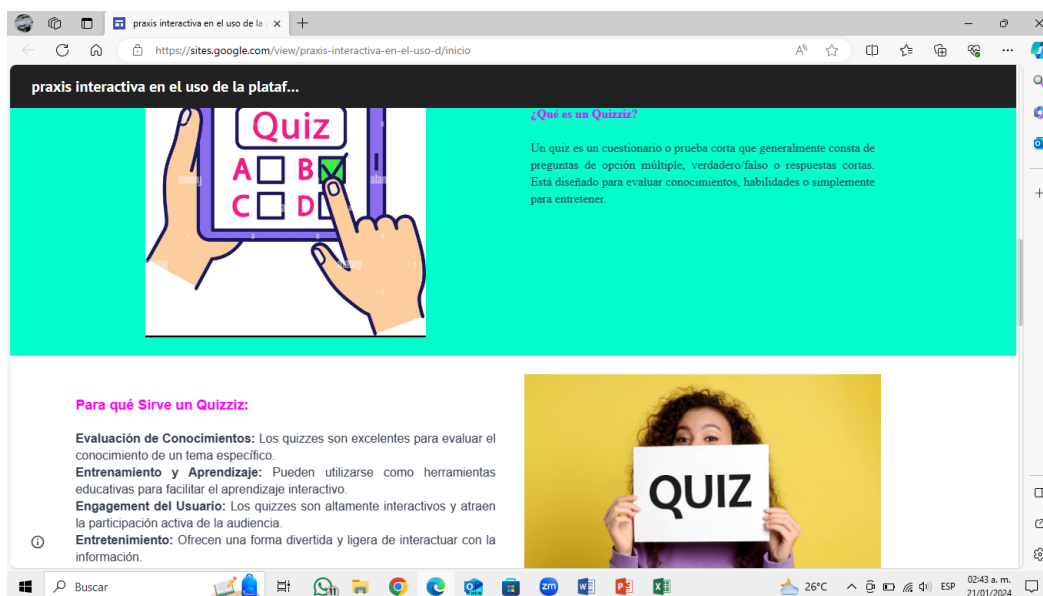 praxis interactiva en el uso de la
https://sites.google.com/view/praxis-interactiva-en-el-uso-d/inicio
praxis interactiva en el uso de la plataf...
Quiz
A B
C D
alamy
¿Qué es un Quizziz?
Un quiz es un cuestionario o prueba corta que generalmente consta de
preguntas de opción múltiple, verdadero/falso o respuestas cortas.
Está diseñado para evaluar conocimientos, habilidades o simplemente
para entretener.
Para qué Sirve un Quizziz:
Evaluación de Conocimientos: Los quizzes son excelentes para evaluar el
conocimiento de un tema específico.
Entrenamiento y Aprendizaje: Pueden utilizarse como herramientas
educativas para facilitar el aprendizaje interactivo.
Engagement del Usuario: Los quizzes son altamente interactivos y atraen
la participación activa de la audiencia.
Entretenimiento: Ofrecen una forma divertida y ligera de interactuar con la
información.
QUIZ
Buscar
zm
26°C
ESP
02:43 a. m.
21/01/2024